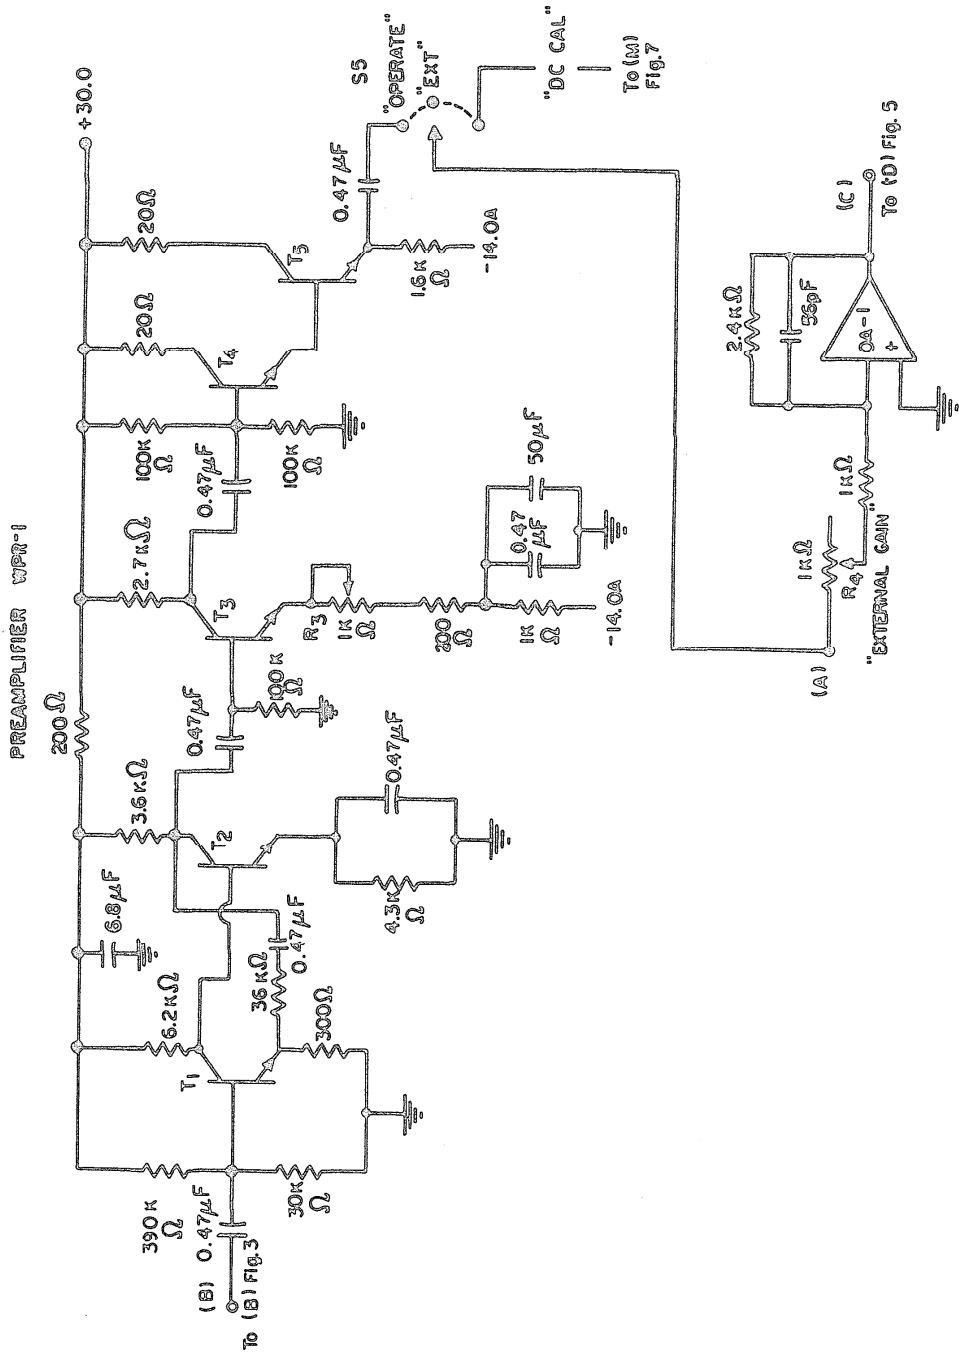 PREAMPLIFIER WPR-1
+30.0
200Ω
6.8μF
390K
Ω
6.2KΩ
3.6KΩ
2.7KΩ
100K
Ω
20Ω
20Ω
T1
T2
T3
T4
T5
(B)
0.47μF
To (B) Fig.3
30K
Ω
36KΩ
300Ω
0.47μF
4.3K
Ω
0.47μF
0.47μF
100K
Ω
R3
1K
Ω
200
Ω
1K
Ω
-14.0A
0.47
μF
50μF
0.47μF
100K
Ω
1.6K
Ω
-14.0A
0.47μF
S5
"OPERATE"
"EXT"
"DC CAL"
To (M)
Fig.7
(A)
1KΩ
R4
"EXTERNAL GAIN"
1KΩ
2.4KΩ
56pF
OA-1
+
(C)
To (D) Fig. 5